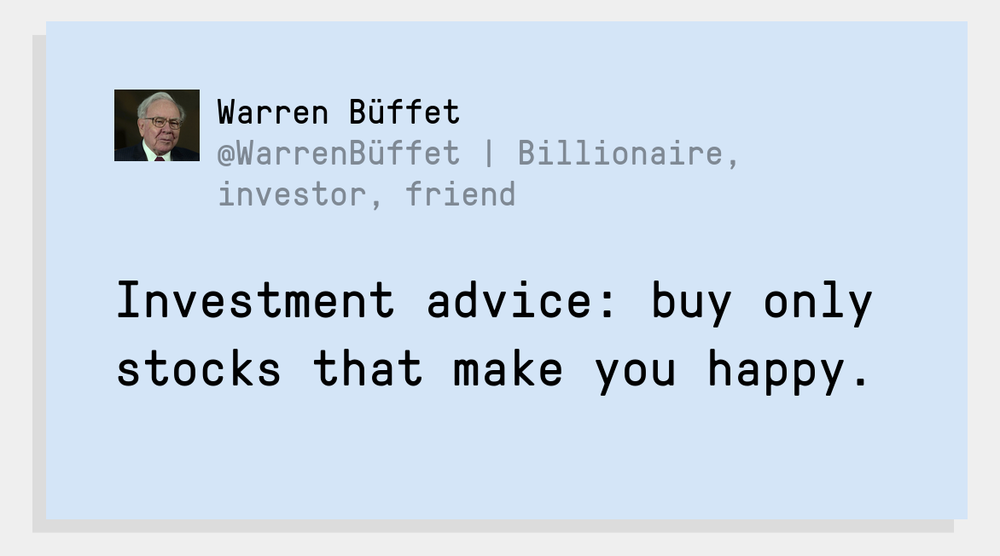 Warren Büffet
@WarrenBüffet | Billionaire,
investor, friend
Investment advice: buy only
stocks that make you happy.